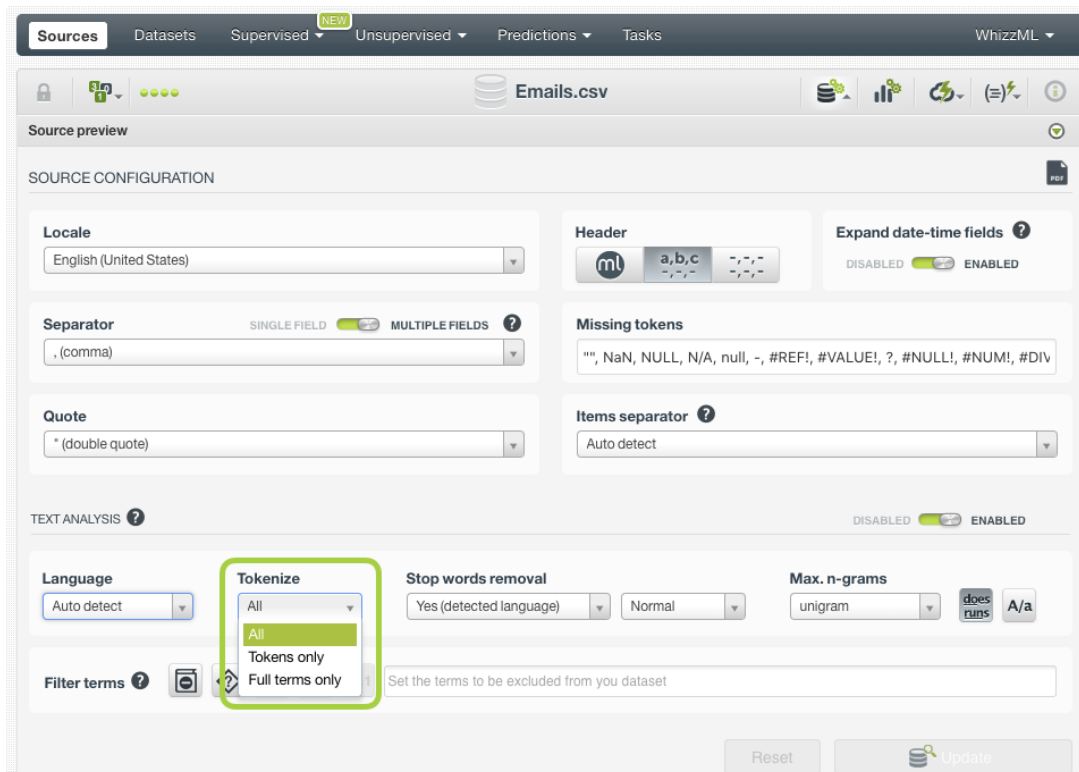 NEW
Sources Datasets Supervised Unsupervised Predictions Tasks WhizzML
Emails.csv
Source preview
SOURCE CONFIGURATION
PDF
Locale
English (United States)
Header
ml
a,b,c
-,-,-
-,-,-
-,-,-
Expand date-time fields ?
DISABLED ENABLED
Separator SINGLE FIELD MULTIPLE FIELDS ?
, (comma)
Missing tokens
"", NaN, NULL, N/A, null, -, #REF!, #VALUE!, ?, #NULL!, #NUM!, #DIV
Quote
" (double quote)
Items separator ?
Auto detect
TEXT ANALYSIS ?
DISABLED ENABLED
Language
Auto detect
Tokenize
All
All
Tokens only
Full terms only
Stop words removal
Yes (detected language) Normal
Max. n-grams
unigram
does
runs
A/a
Filter terms ?
Set the terms to be excluded from you dataset
Reset Update